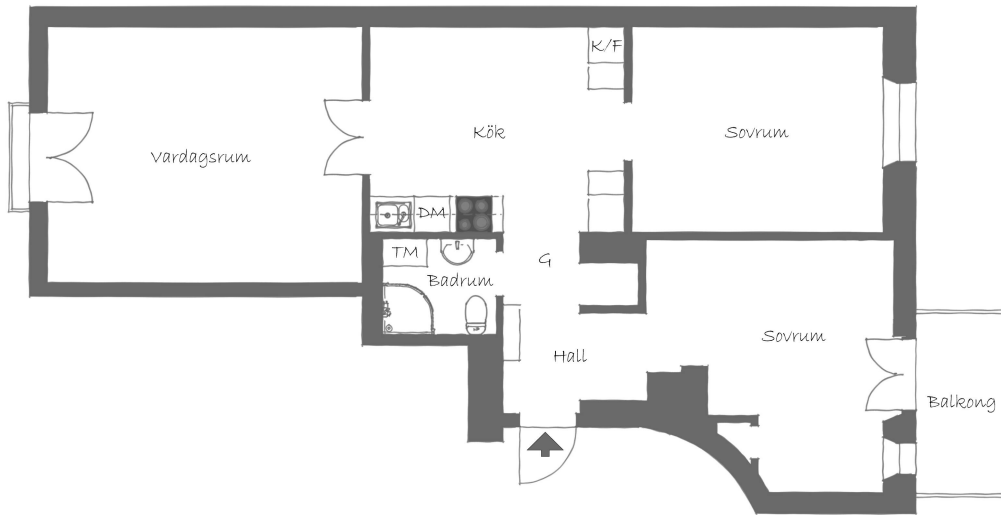 K/F
Kök
Sovrum
Vardagsrum
DM
TM
G
Badrum
Sovrum
Hall
Balkong